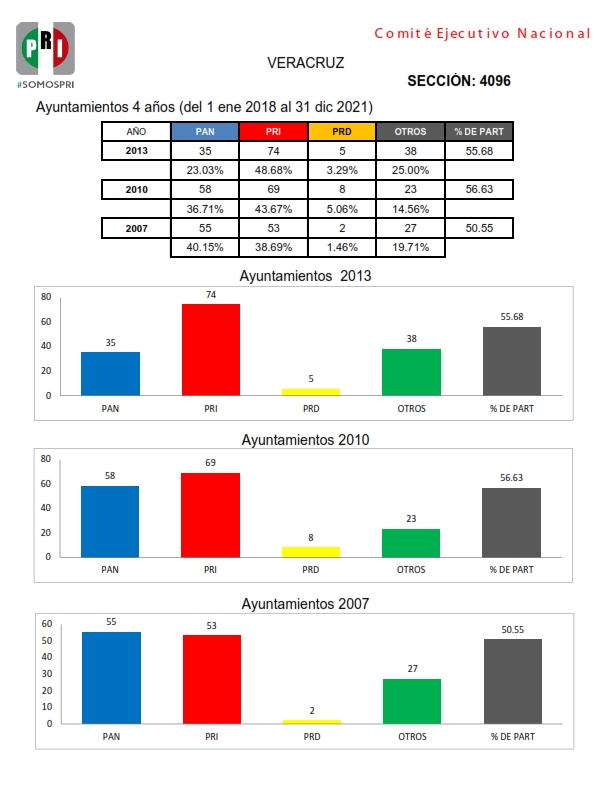 Comité Ejecutivo Nacional
PRI
#SOMOSPRI
VERACRUZ
SECCIÓN: 4096
Ayuntamientos 4 años (del 1 ene 2018 al 31 dic 2021)
AÑO PAN PRI PRD OTROS % DE PART
2013 35 74 5 38 55.68
23.03% 48.68% 3.29% 25.00%
2010 58 69 8 23 56.63
36.71% 43.67% 5.06% 14.56%
2007 55 53 2 27 50.55
40.15% 38.69% 1.46% 19.71%
Ayuntamientos 2013
80
60
40
20
0
35 74 5 38 55.68
PAN PRI PRD OTROS % DE PART
Ayuntamientos 2010
80
60
40
20
0
58 69 8 23 56.63
PAN PRI PRD OTROS % DE PART
Ayuntamientos 2007
60
50
40
30
20
10
0
55 53 2 27 50.55
PAN PRI PRD OTROS % DE PART